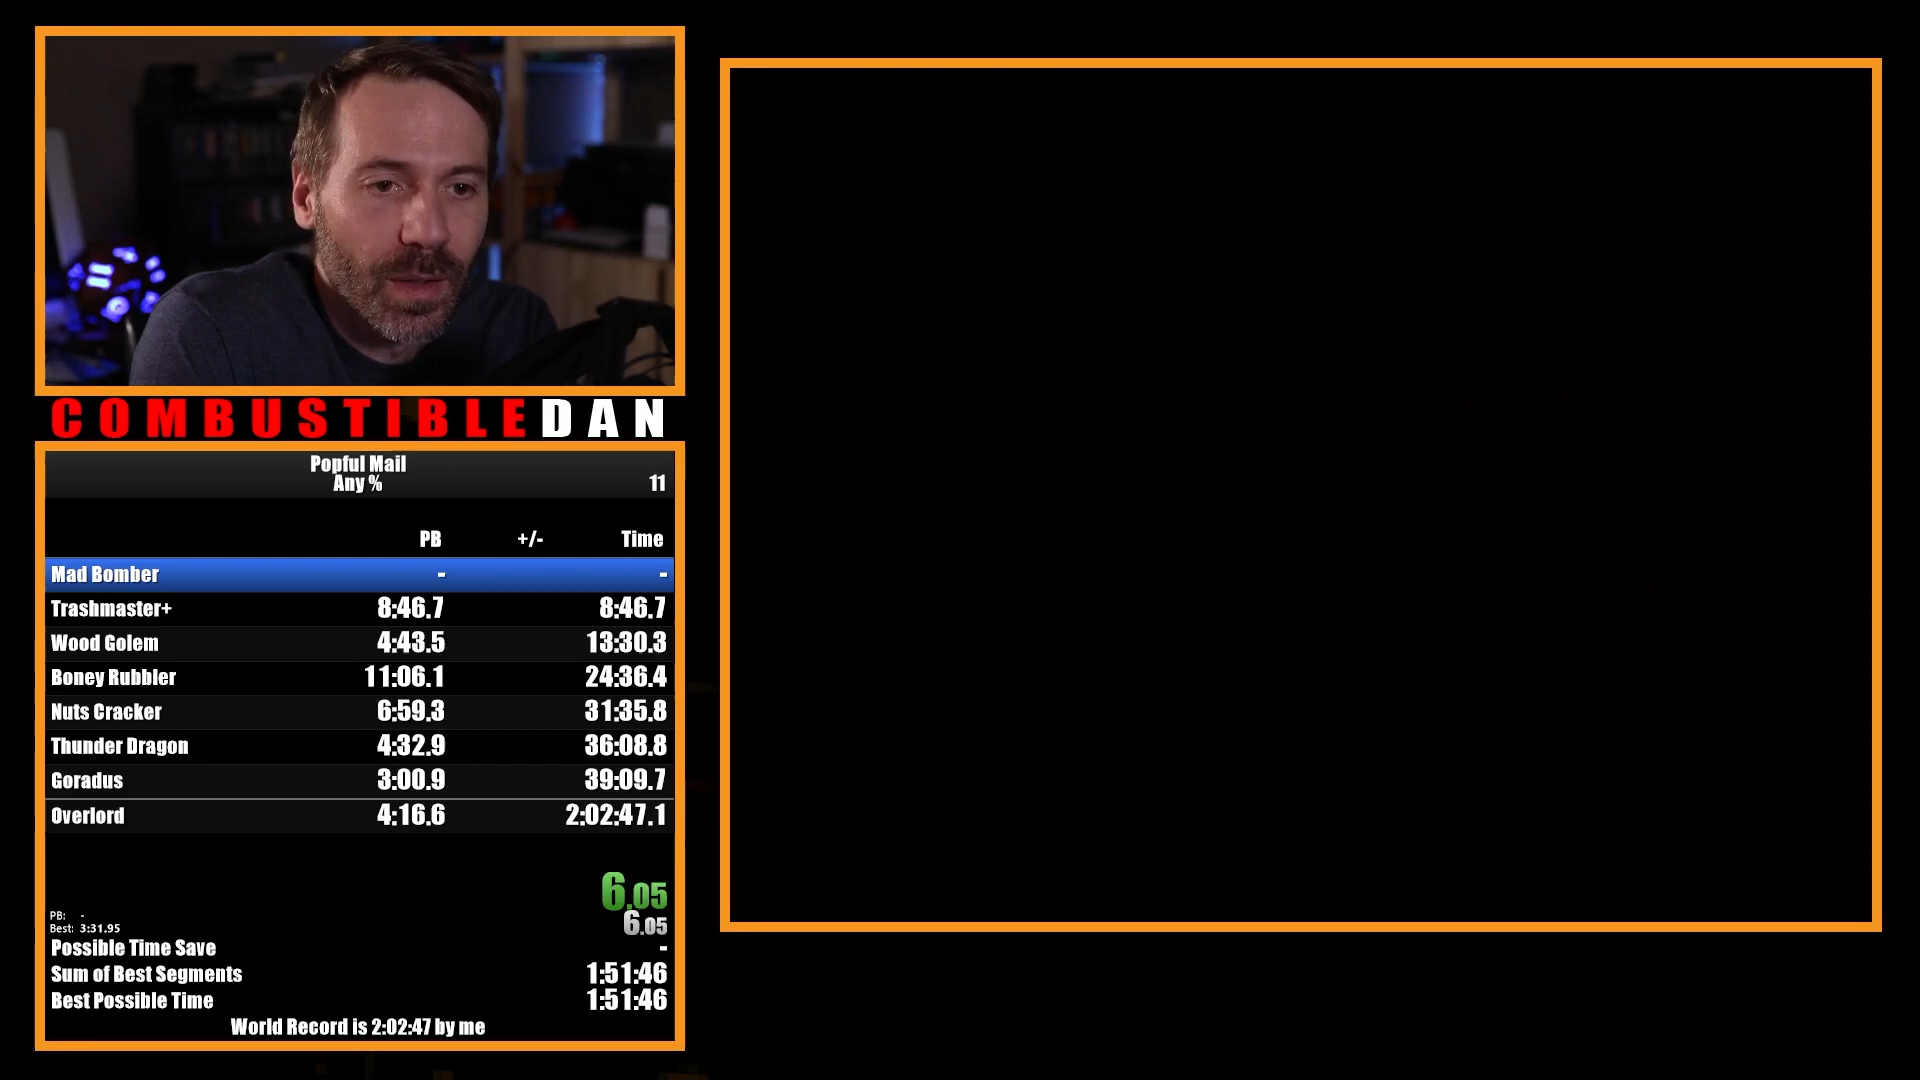 COMBUSTIBLEDAN
Popful Mail
Any %
11
PB +/- Time
Mad Bomber - -
Trashmaster+ 8:46.7 8:46.7
Wood Golem 4:43.5 13:30.3
Boney Rubbler 11:06.1 24:36.4
Nuts Cracker 6:59.3 31:35.8
Thunder Dragon 4:32.9 36:08.8
Goradus 3:00.9 39:09.7
Overlord 4:16.6 2:02:47.1
6.05
PB: -
6.05
Best: 3:31.95
Possible Time Save -
Sum of Best Segments 1:51:46
Best Possible Time 1:51:46
World Record is 2:02:47 by me